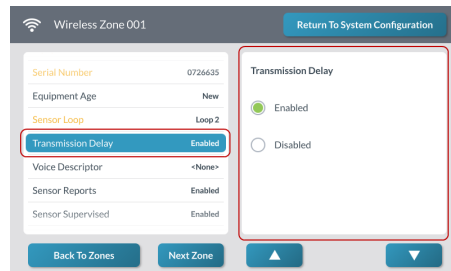 Wireless Zone 001
Return To System Configuration
Serial Number 0726635
Equipment Age New
Sensor Loop Loop 2
Transmission Delay Enabled
Voice Descriptor <None>
Sensor Reports Enabled
Sensor Supervised Enabled
Transmission Delay
Enabled
Disabled
Back To Zones
Next Zone